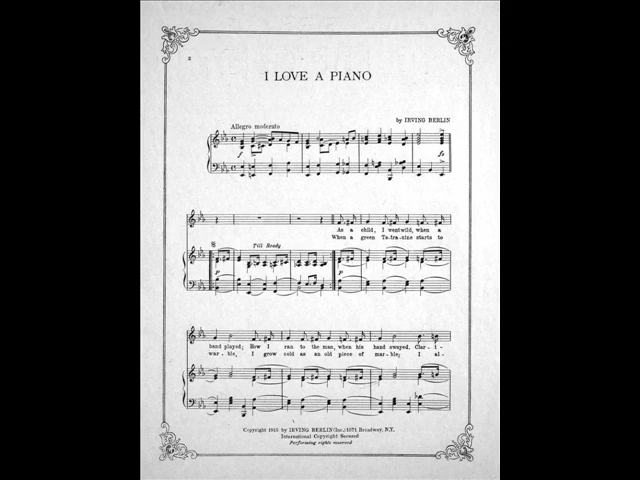 2
I LOVE A PIANO
by IRVING BERLIN
Allegro moderato
f
fz
As a child, I went wild, when a
When a green Tetrazine starts to
Till Ready
p
p
band played; How I ran to the man, when his hand swayed. Clar-i-
war-ble, I grow cold as an old piece of mar-ble; I al-
Copyright 1915 by IRVING BERLIN (Inc.) 1571 Broadway, N.Y.
International Copyright Secured
Performing rights reserved